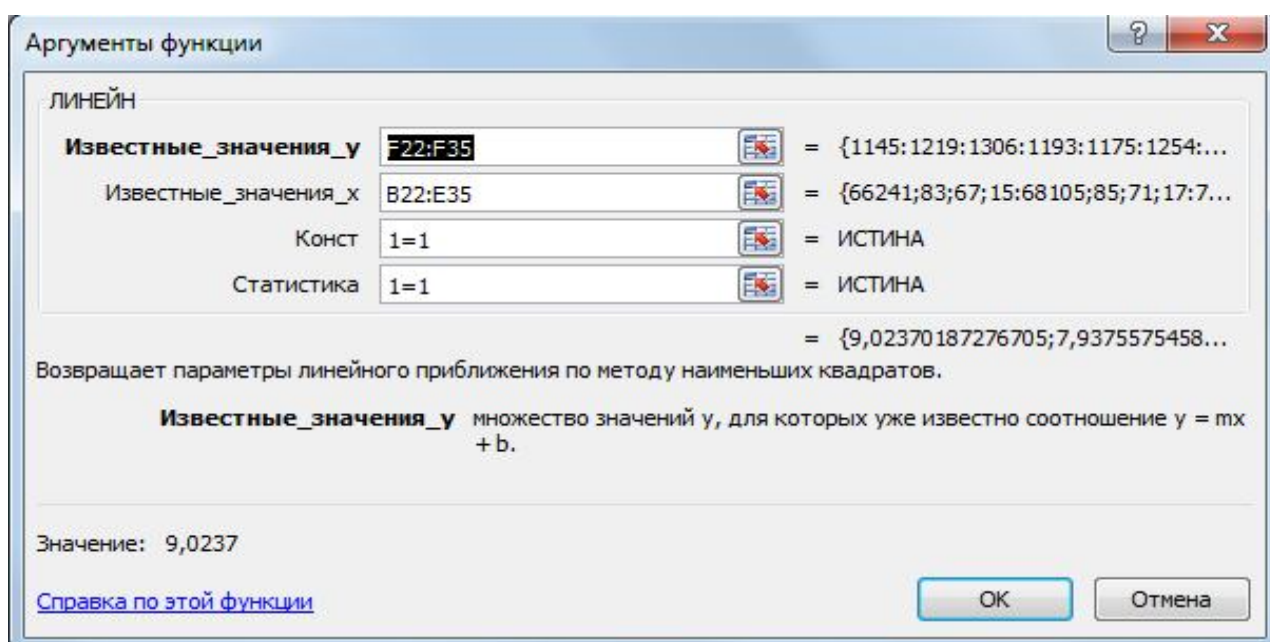 Аргументы функции
ЛИНЕЙН
Известные_значения_y F22:F35 = {1145:1219:1306:1193:1175:1254:...
Известные_значения_x B22:E35 = {66241;83;67;15:68105;85;71;17:7...
Конст 1=1 = ИСТИНА
Статистика 1=1 = ИСТИНА
= {9,02370187276705;7,9375575458...
Возвращает параметры линейного приближения по методу наименьших квадратов.
Известные_значения_y множество значений y, для которых уже известно соотношение y = mx
+ b.
Значение: 9,0237
Справка по этой функции
OK Отмена